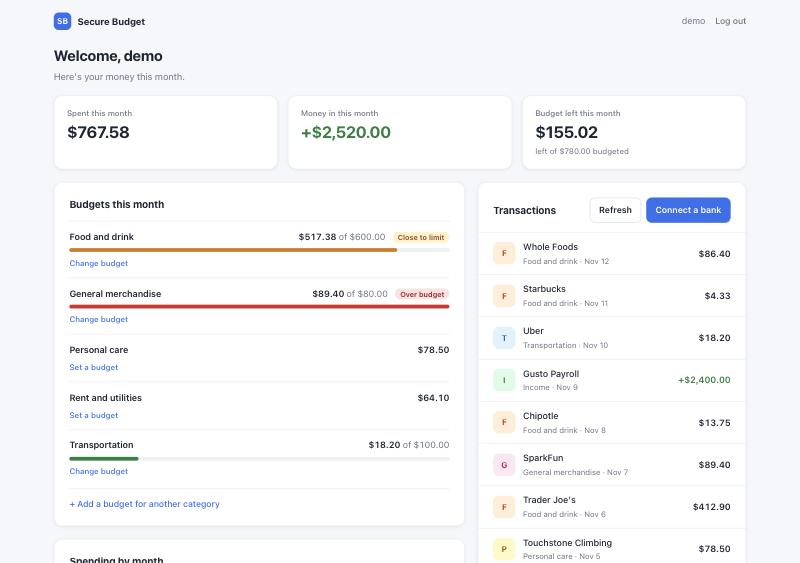 SB Secure Budget
demo Log out
Welcome, demo
Here's your money this month.
Spent this month
$767.58
Money in this month
+$2,520.00
Budget left this month
$155.02
left of $780.00 budgeted
Budgets this month
Food and drink $517.38 of $600.00 Close to limit
Change budget
General merchandise $89.40 of $80.00 Over budget
Change budget
Personal care $78.50
Set a budget
Rent and utilities $64.10
Set a budget
Transportation $18.20 of $100.00
Change budget
+ Add a budget for another category
Spending by month
Transactions Refresh Connect a bank
F Whole Foods $86.40
Food and drink · Nov 12
F Starbucks $4.33
Food and drink · Nov 11
T Uber $18.20
Transportation · Nov 10
I Gusto Payroll +$2,400.00
Income · Nov 9
F Chipotle $13.75
Food and drink · Nov 8
G SparkFun $89.40
General merchandise · Nov 7
F Trader Joe's $412.90
Food and drink · Nov 6
P Touchstone Climbing $78.50
Personal care · Nov 5